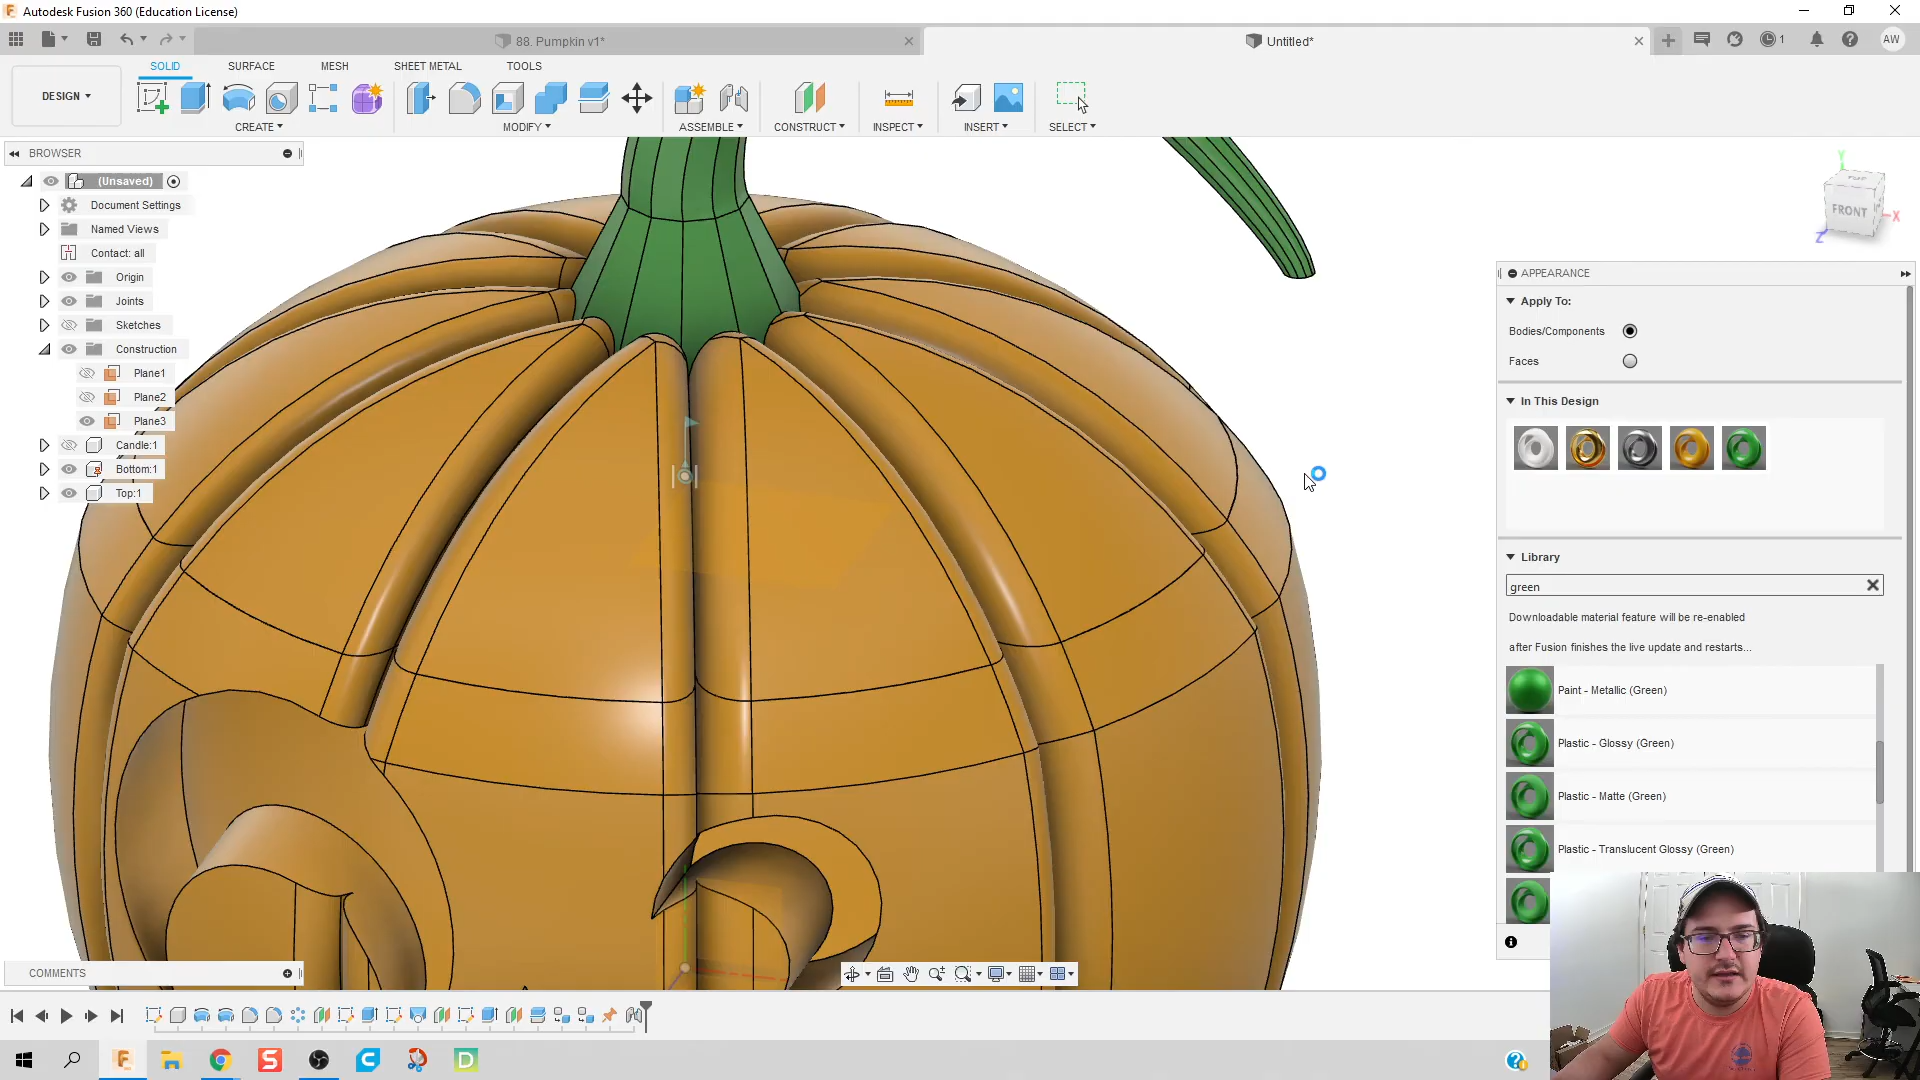 Autodesk Fusion 360 (Education License)
88. Pumpkin v1*
Untitled*
1
AW
DESIGN
SOLID
SURFACE
MESH
SHEET METAL
TOOLS
CREATE
MODIFY
ASSEMBLE
CONSTRUCT
INSPECT
INSERT
SELECT
BROWSER
(Unsaved)
Document Settings
Named Views
Contact: all
Origin
Joints
Sketches
Construction
Plane1
Plane2
Plane3
Candle:1
Bottom:1
Top:1
Y
TOP
FRONT
X
Z
APPEARANCE
Apply To:
Bodies/Components
Faces
In This Design
Library
green
Downloadable material feature will be re-enabled
after Fusion finishes the live update and restarts...
Paint - Metallic (Green)
Plastic - Glossy (Green)
Plastic - Matte (Green)
Plastic - Translucent Glossy (Green)
COMMENTS
S
C
D